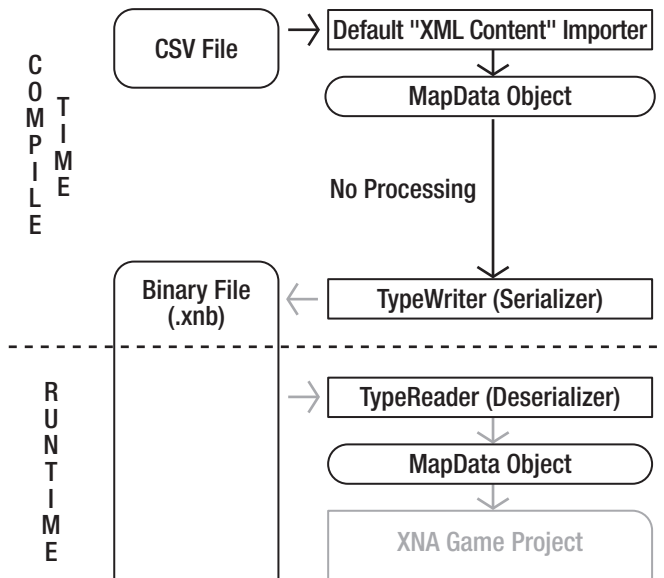 COMPILE TIME
CSV File
Default "XML Content" Importer
MapData Object
No Processing
Binary File
(.xnb)
TypeWriter (Serializer)
RUNTIME
TypeReader (Deserializer)
MapData Object
XNA Game Project